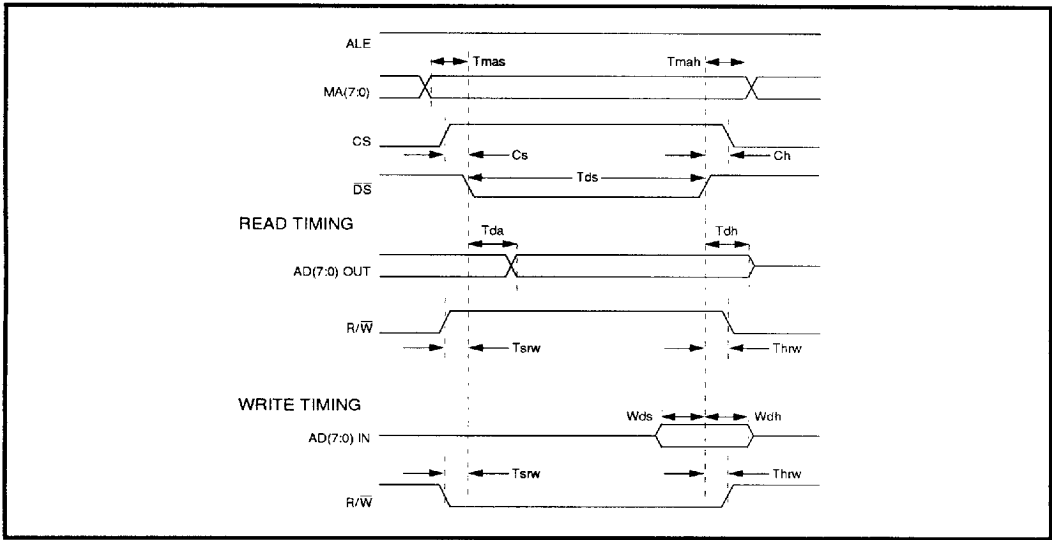 ALE
Tmas Tmah
MA(7:0)
CS
Cs Ch
D̅S̅
Tds
READ TIMING
Tda Tdh
AD(7:0) OUT
R/W̅
Tsrw Thrw
WRITE TIMING
Wds Wdh
AD(7:0) IN
Tsrw Thrw
R/W̅